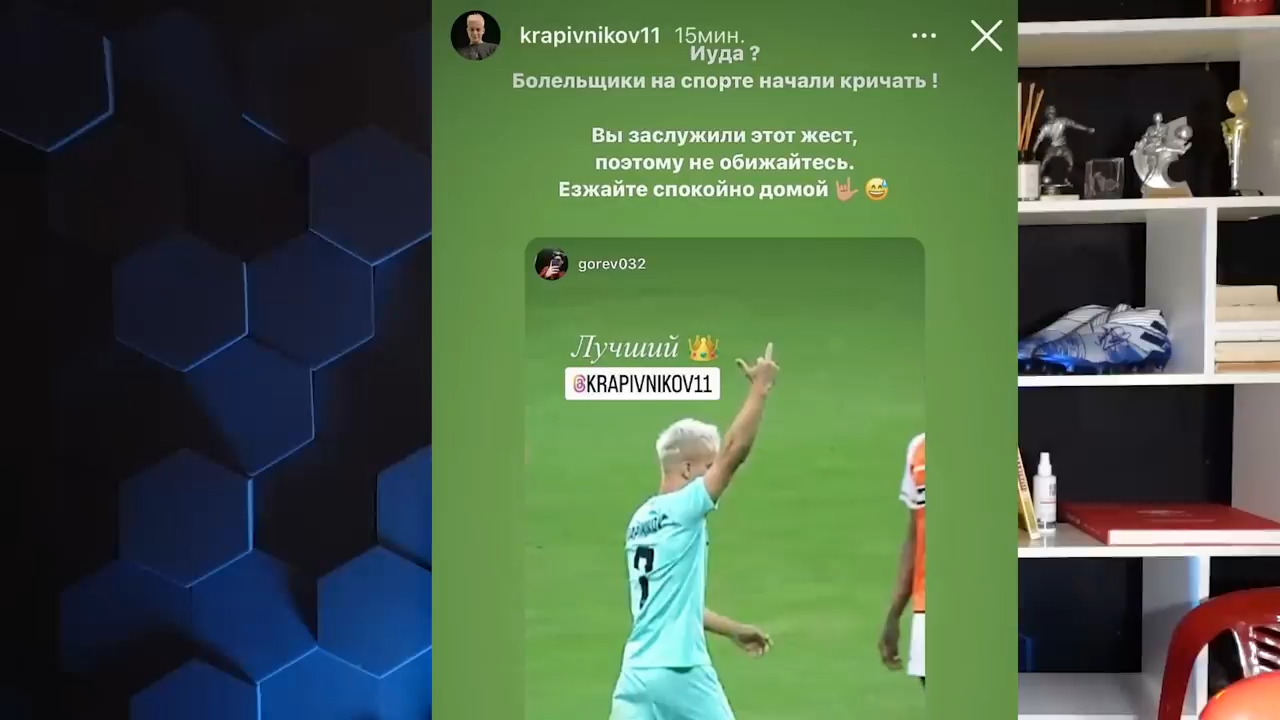 krapivnikov11 15мин.
Иуда ?
Болельщики на спорте начали кричать !
Вы заслужили этот жест,
поэтому не обижайтесь.
Езжайте спокойно домой
gorev032
Лучший
@KRAPIVNIKOV11
7